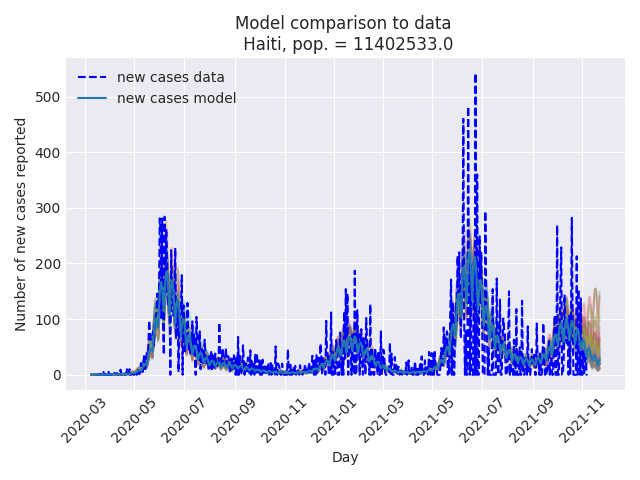 Model comparison to data
Haiti, pop. = 11402533.0
new cases data
new cases model
Number of new cases reported
500
400
300
200
100
0
2020-03
2020-05
2020-07
2020-09
2020-11
2021-01
2021-03
2021-05
2021-07
2021-09
2021-11
Day